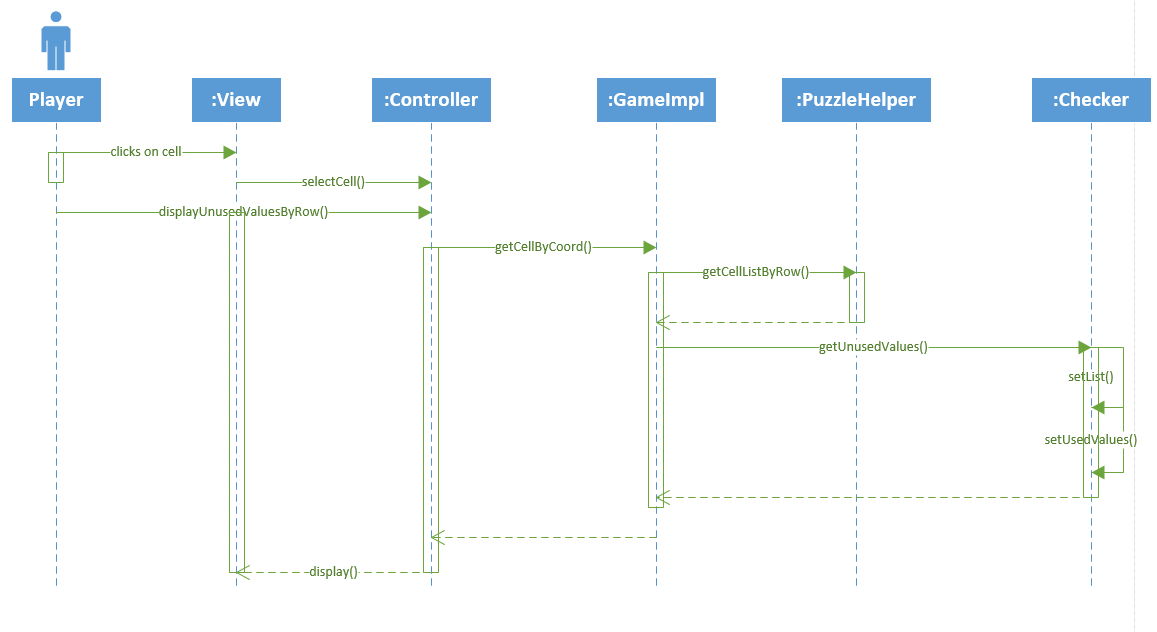 Player
:View
:Controller
:GameImpl
:PuzzleHelper
:Checker
clicks on cell
selectCell()
displayUnusedValuesByRow()
getCellByCoord()
getCellListByRow()
getUnusedValues()
setList()
setUsedValues()
display()